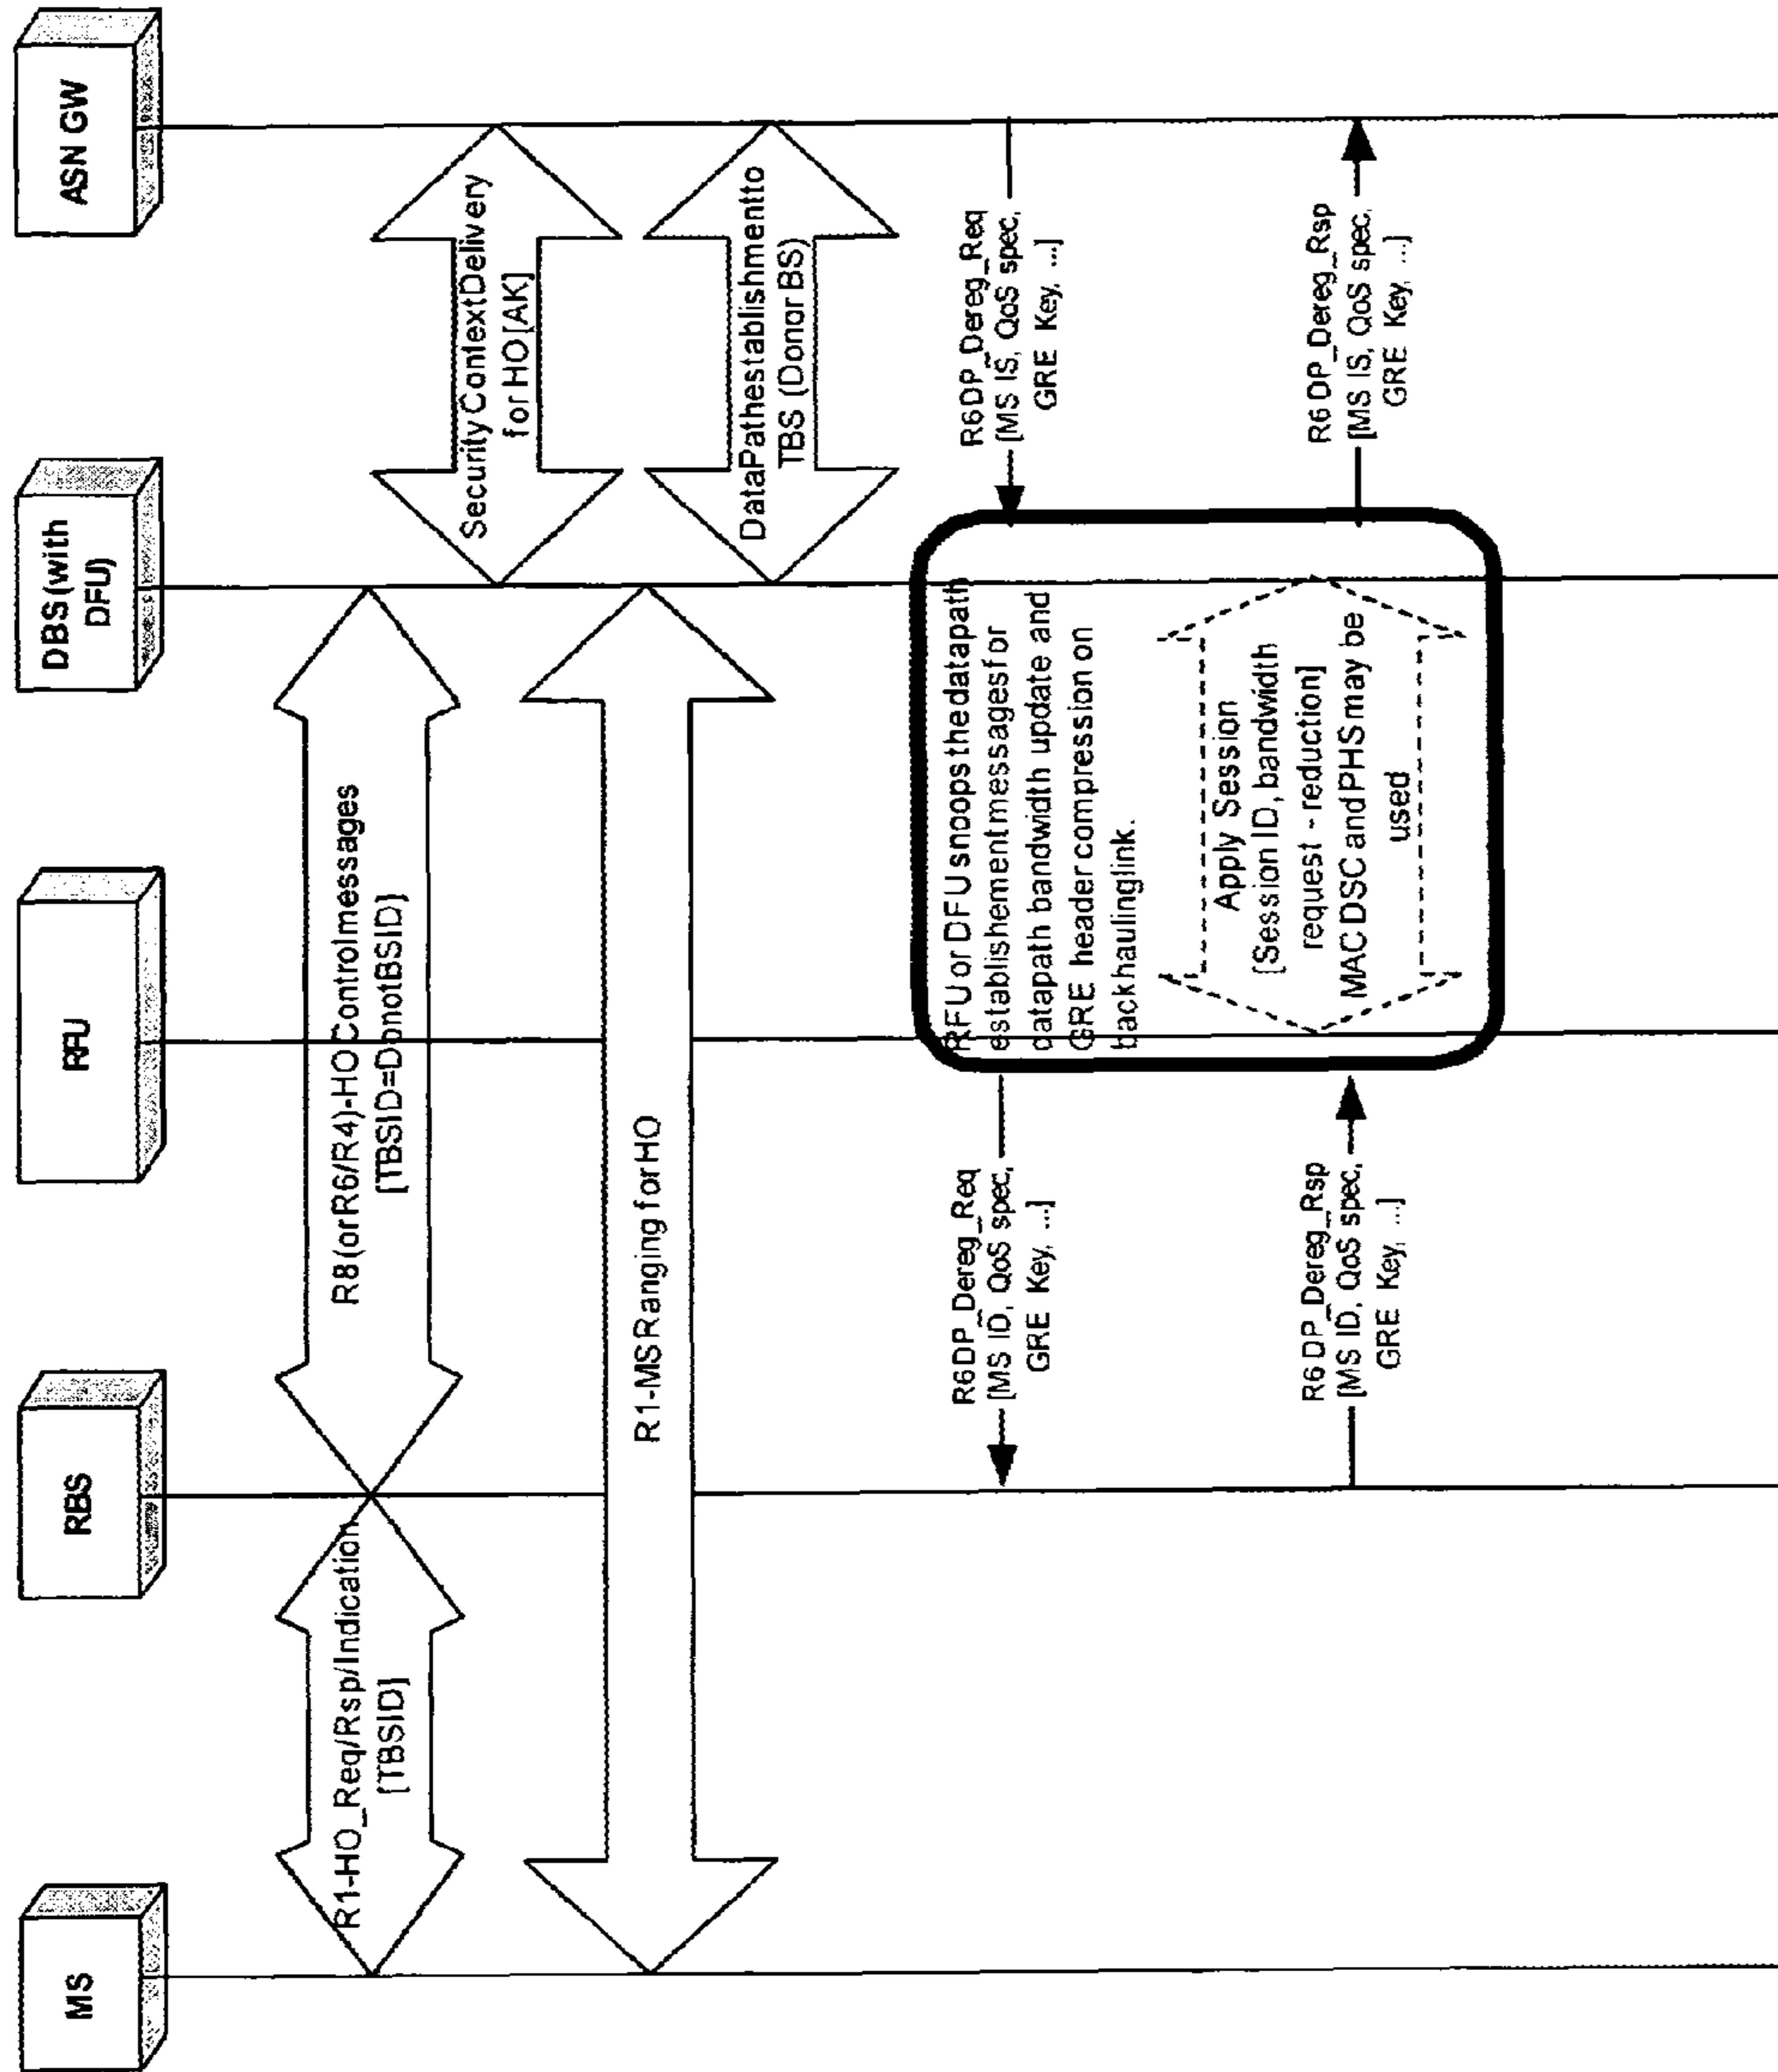 MS
RBS
RFU
DBS (with
DFU)
ASN GW
R1-HO_Req/Rsp/Indication
[TBSID]
R8 (or R6/R4)-HO Control messages
[TBSID=DonotBSID]
Security Context Delivery
for HO [AK]
R1-MS Ranging for HO
Data Path establishment to
TBS (Donor BS)
R6 DP_Dereg_Req
[MS ID, QoS spec,
GRE Key, ...]
RFU or DFU snoops the datapath
establishement messages for
datapath bandwidth update and
GRE header compression on
backhauling link.
R6 DP_Dereg_Req
[MS IS, QoS spec,
GRE Key, ...]
Apply Session
[Session ID, bandwidth
request - reduction]
MAC DSC and PHS may be
used
R6 DP_Dereg_Rsp
[MS ID, QoS spec,
GRE Key, ...]
R6 DP_Dereg_Rsp
[MS IS, QoS spec,
GRE Key, ...]